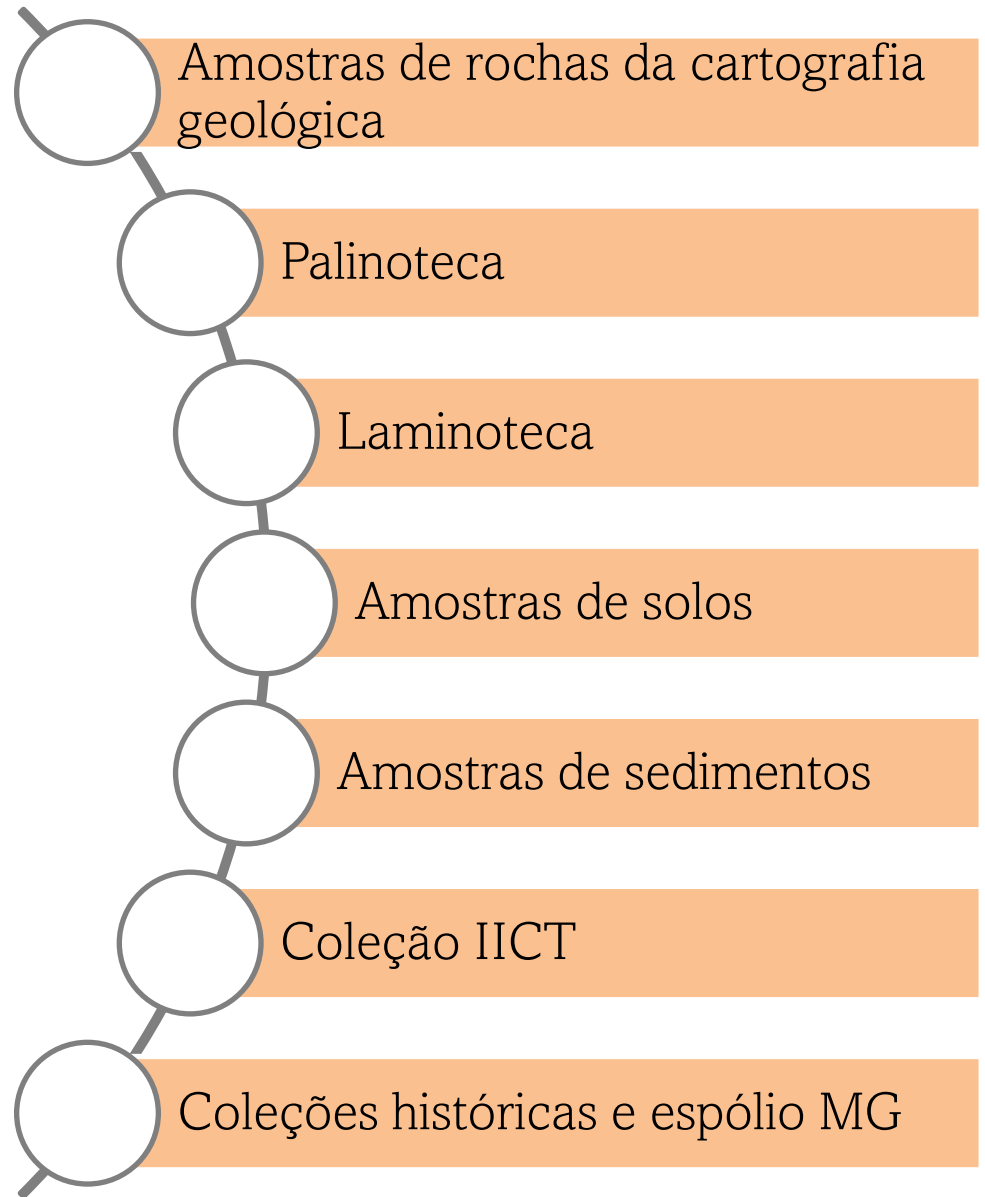 Amostras de rochas da cartografia
geológica
Palinoteca
Laminoteca
Amostras de solos
Amostras de sedimentos
Coleção IICT
Coleções históricas e espólio MG